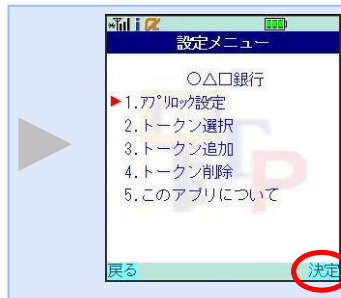 設定メニュー
○△□銀行
1.ｱﾌﾟﾘﾛｯｸ設定
2.トークン選択
3.トークン追加
4.トークン削除
5.このアプリについて
戻る 決定